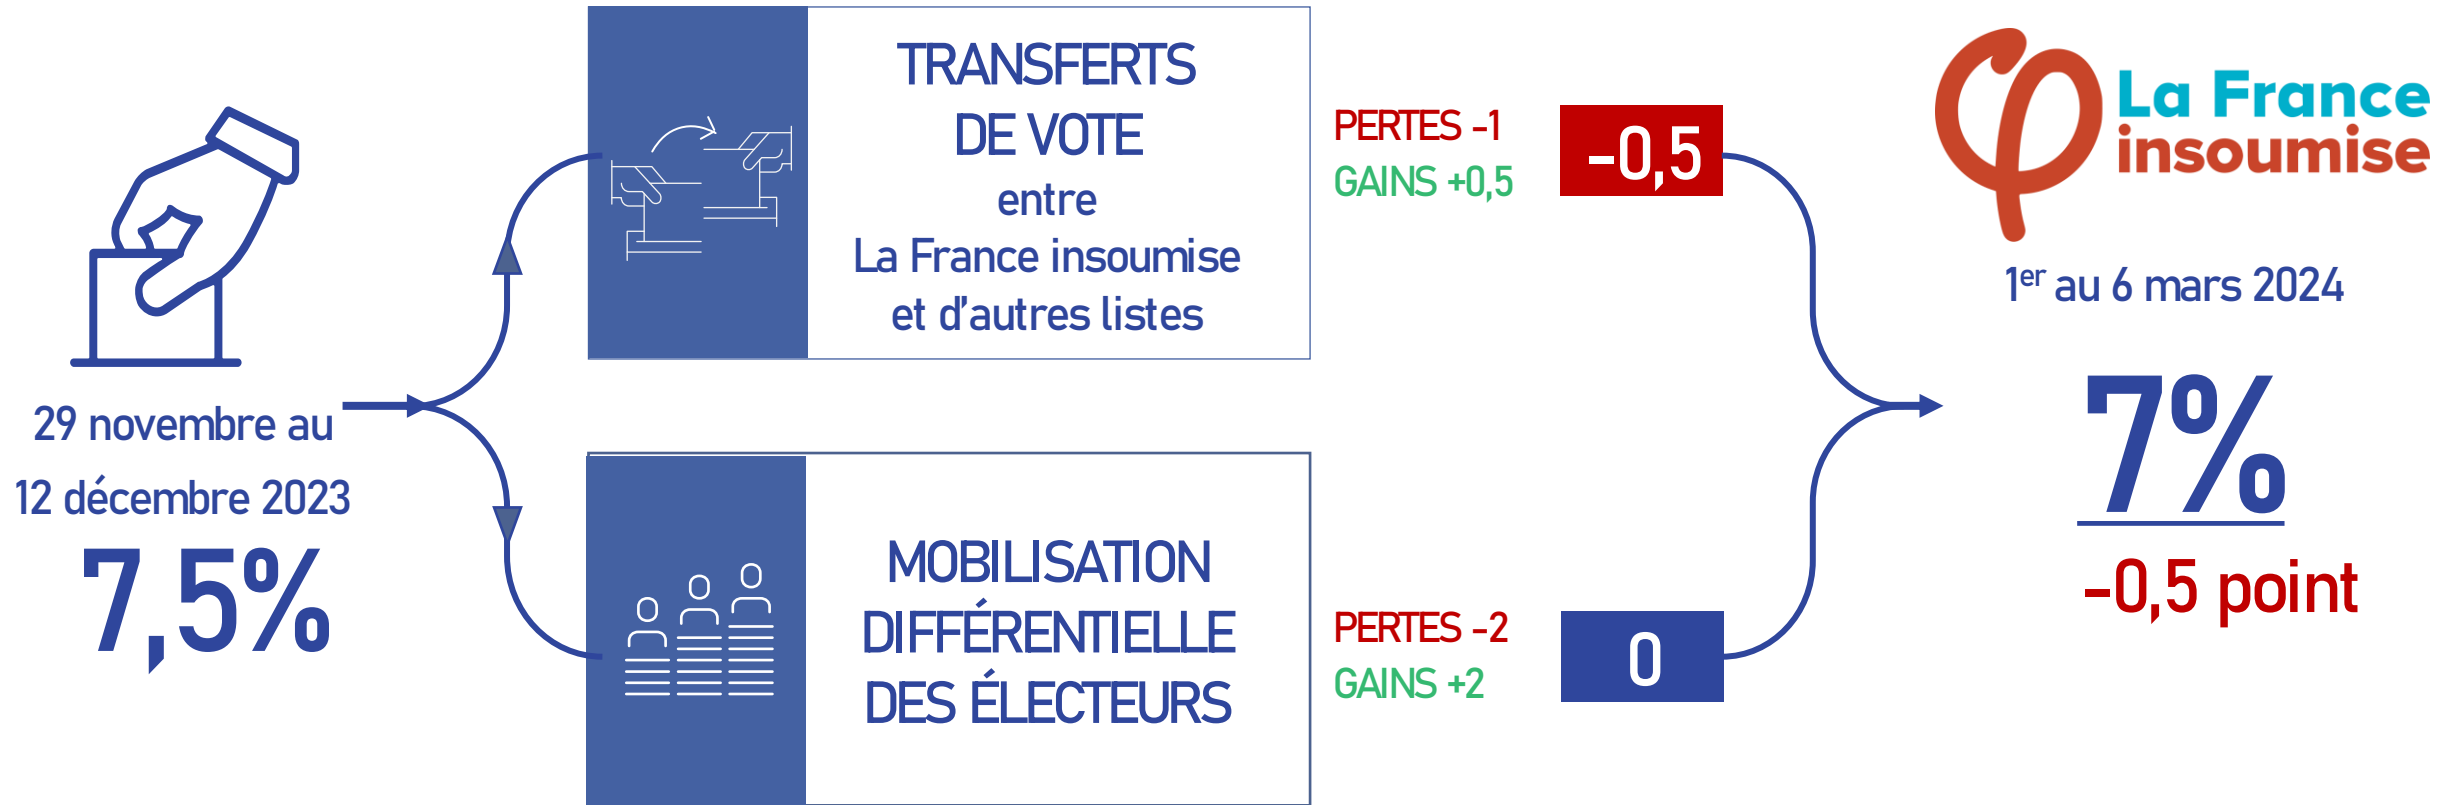 29 novembre au
12 décembre 2023
7,5%
TRANSFERTS
DE VOTE
entre
La France insoumise
et d'autres listes
PERTES -1
GAINS +0,5
-0,5
MOBILISATION
DIFFÉRENTIELLE
DES ÉLECTEURS
PERTES -2
GAINS +2
0
La France
insoumise
1er au 6 mars 2024
7%
-0,5 point